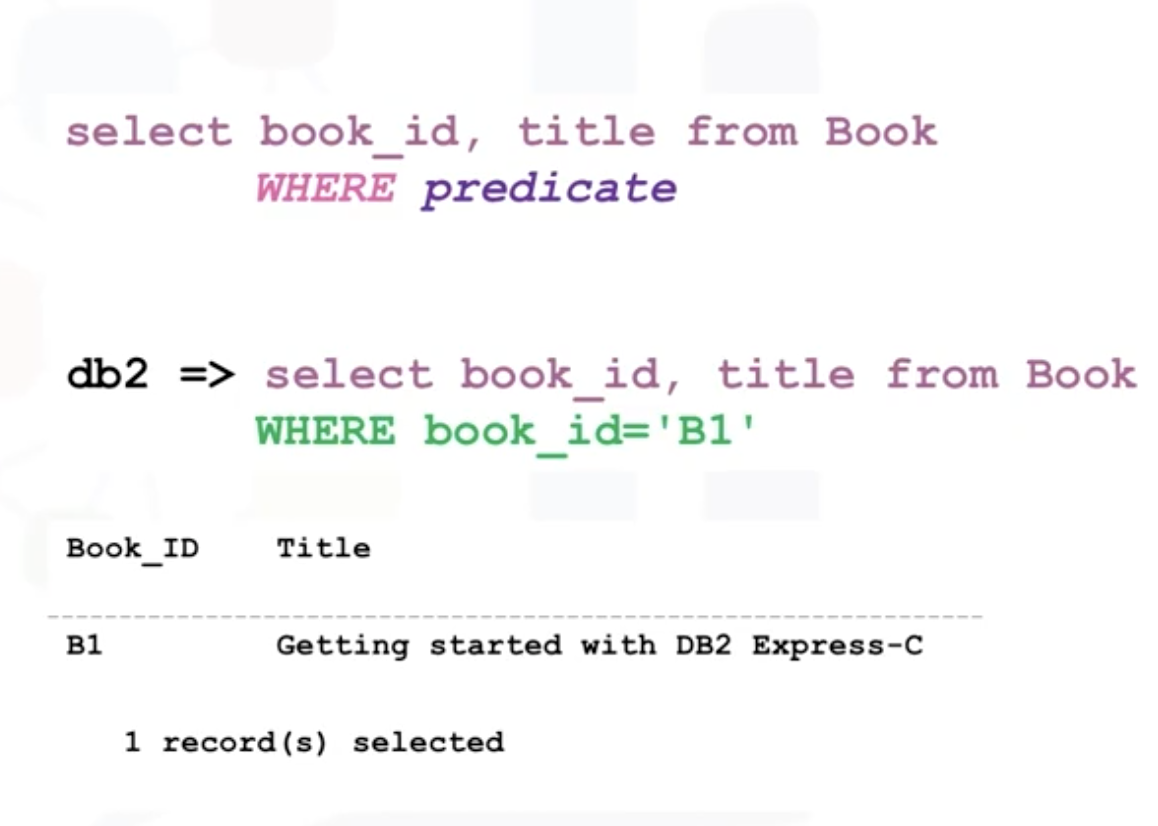 select book_id, title from Book
WHERE predicate
db2 => select book_id, title from Book
WHERE book_id='B1'
Book_ID Title
B1 Getting started with DB2 Express-C
1 record(s) selected